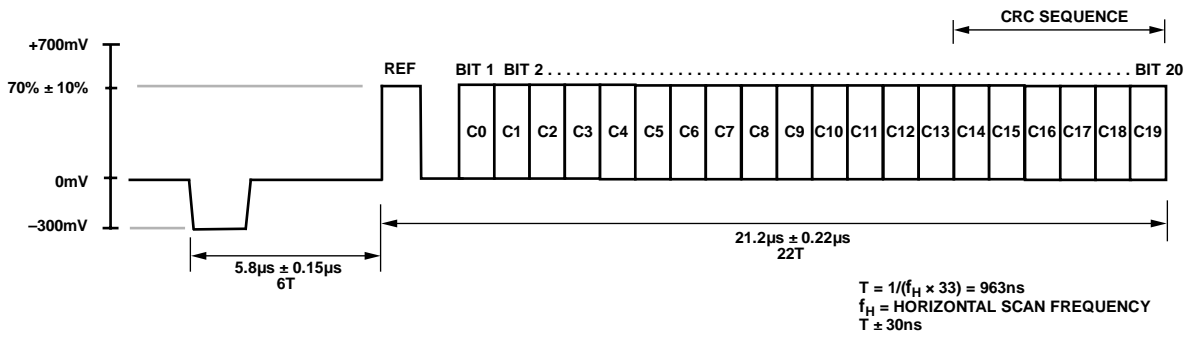 CRC SEQUENCE
+700mV
REF
BIT 1 BIT 2 . . . . . . . . . . . . . . . . . . . . . . . . . . . . . . . . . . . . . . . . . . . . . . . . . . . . . . . . . . . . . . BIT 20
70% ± 10%
C0 C1 C2 C3 C4 C5 C6 C7 C8 C9 C10 C11 C12 C13 C14 C15 C16 C17 C18 C19
0mV
–300mV
21.2µs ± 0.22µs
22T
5.8µs ± 0.15µs
6T
T = 1/(fH × 33) = 963ns
fH = HORIZONTAL SCAN FREQUENCY
T ± 30ns